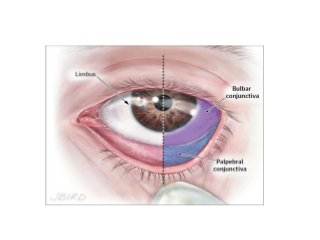 Limbus
Bulbar
conjunctiva
Palpebral
conjunctiva
JBIRD